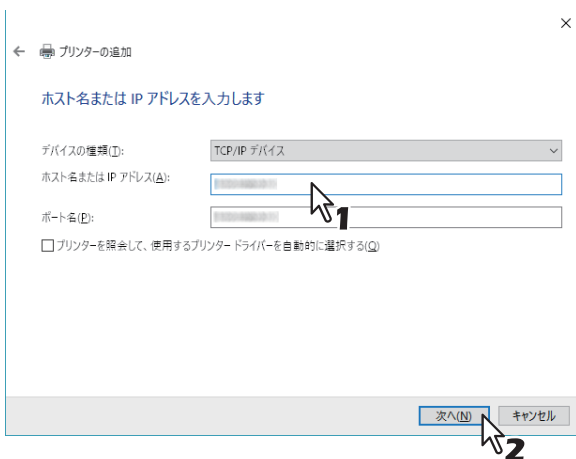 プリンターの追加
ホスト名または IP アドレスを入力します
デバイスの種類(T): TCP/IP デバイス
ホスト名または IP アドレス(A):
1
ポート名(P):
プリンターを照会して、使用するプリンター ドライバーを自動的に選択する(Q)
次へ(N) キャンセル
2